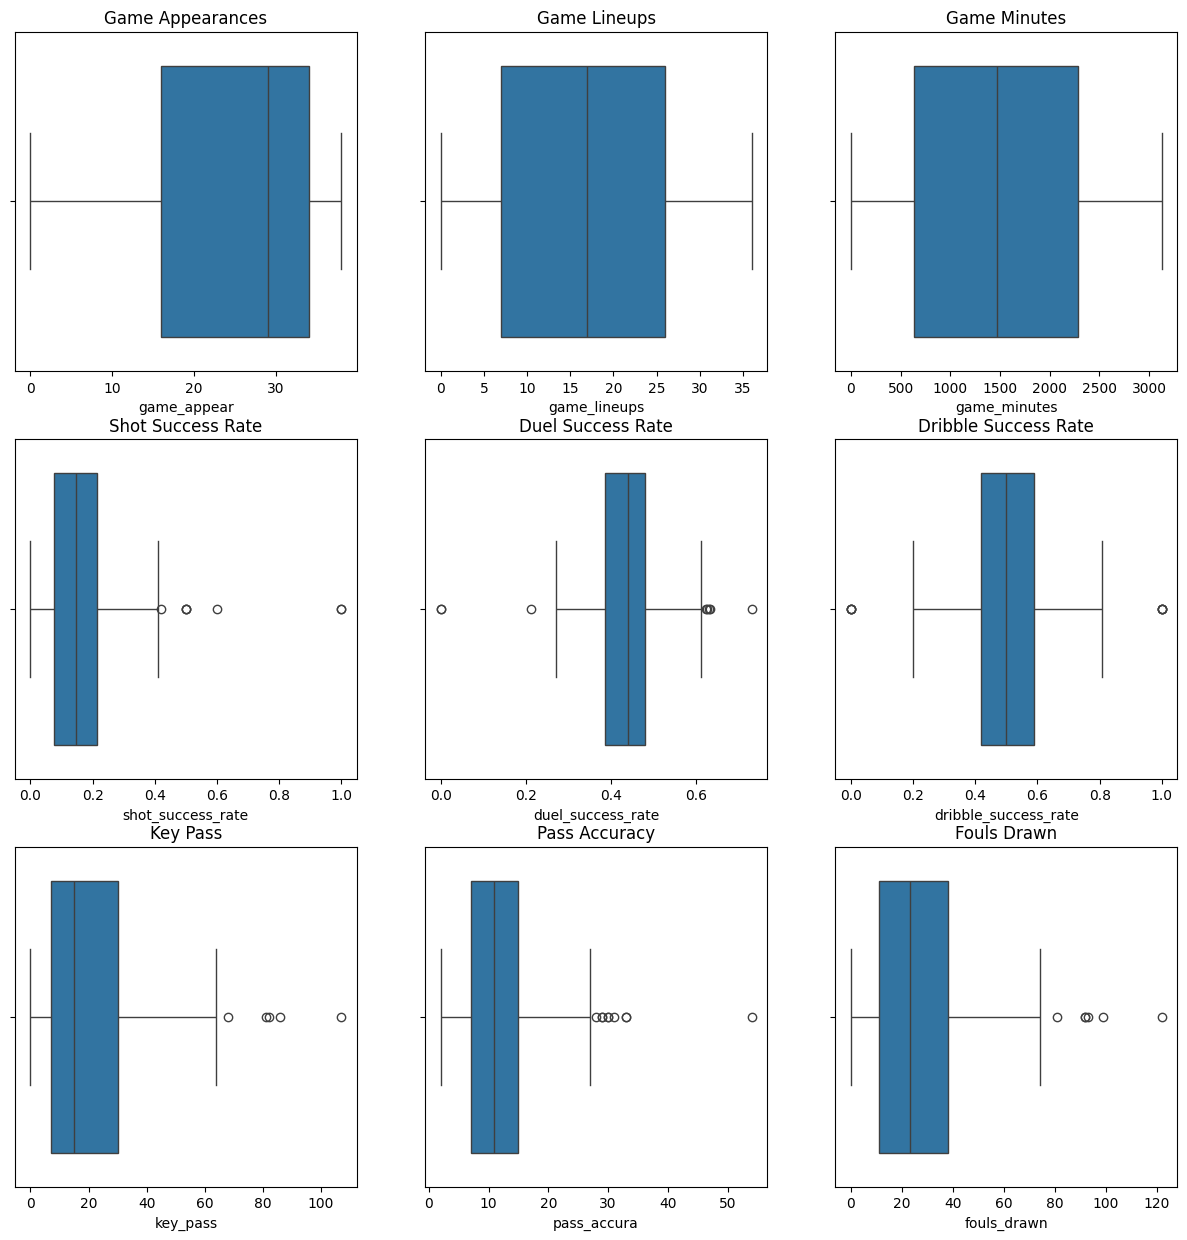 Game Appearances Game Lineups Game Minutes
0 10 20 30 0 5 10 15 20 25 30 35 0 500 1000 1500 2000 2500 3000
game_appear game_lineups game_minutes
Shot Success Rate Duel Success Rate Dribble Success Rate
0.0 0.2 0.4 0.6 0.8 1.0 0.0 0.2 0.4 0.6 0.0 0.2 0.4 0.6 0.8 1.0
shot_success_rate duel_success_rate dribble_success_rate
Key Pass Pass Accuracy Fouls Drawn
0 20 40 60 80 100 0 10 20 30 40 50 0 20 40 60 80 100 120
key_pass pass_accura fouls_drawn